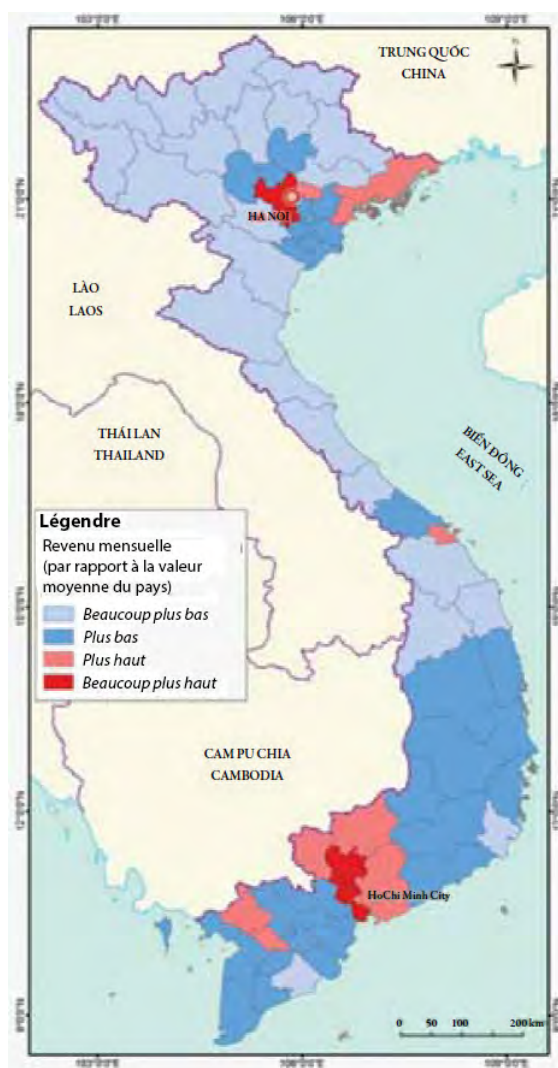 TRUNG QUỐC
CHINA
HA NOI
LÀO
LAOS
THÁI LAN
THAILAND
BIỂN ĐÔNG
EAST SEA
Légendre
Revenu mensuelle
(par rapport à la valeur
moyenne du pays)
Beaucoup plus bas
Plus bas
Plus haut
Beaucoup plus haut
CAM PU CHIA
CAMBODIA
HoChi Minh City
0 50 100 200 km